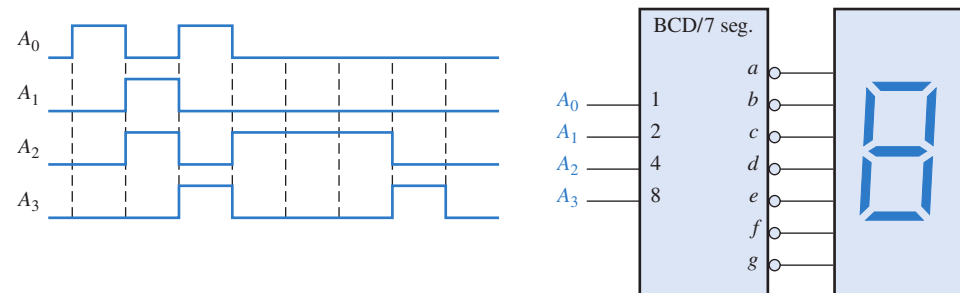 A₀
A₁
A₂
A₃
BCD/7 seg.
A₀ 1
A₁ 2
A₂ 4
A₃ 8
a
b
c
d
e
f
g